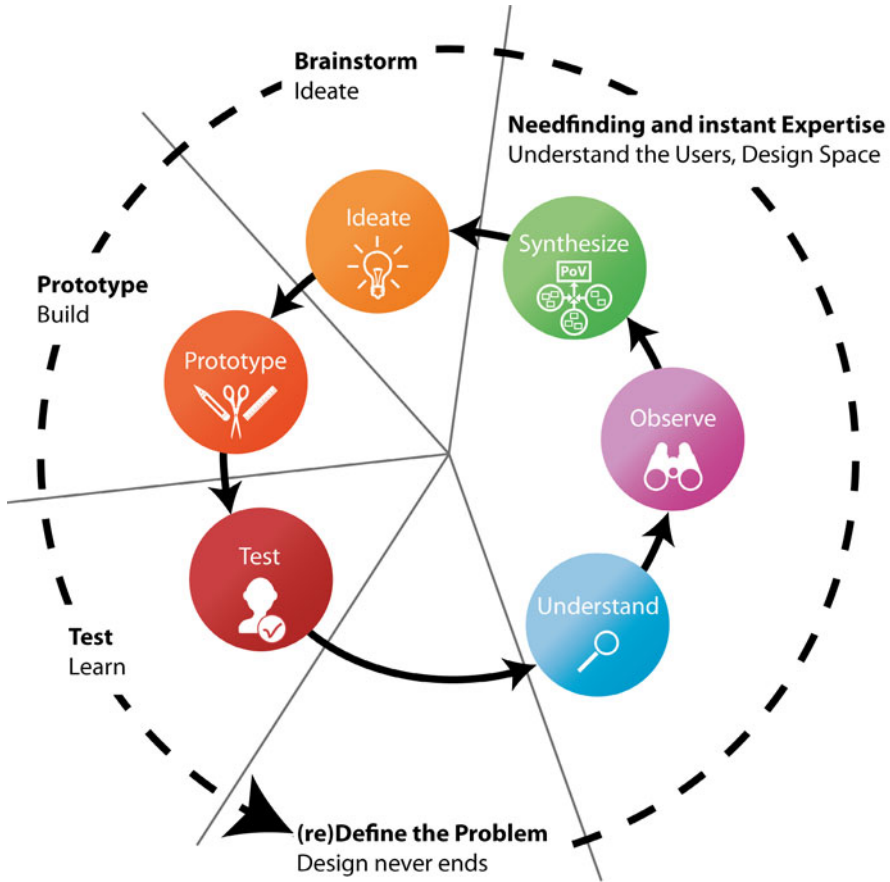 Brainstorm
Ideate
Needfinding and instant Expertise
Understand the Users, Design Space
Ideate
Synthesize
PoV
Prototype
Build
Prototype
Observe
Test
Understand
Test
Learn
(re)Define the Problem
Design never ends